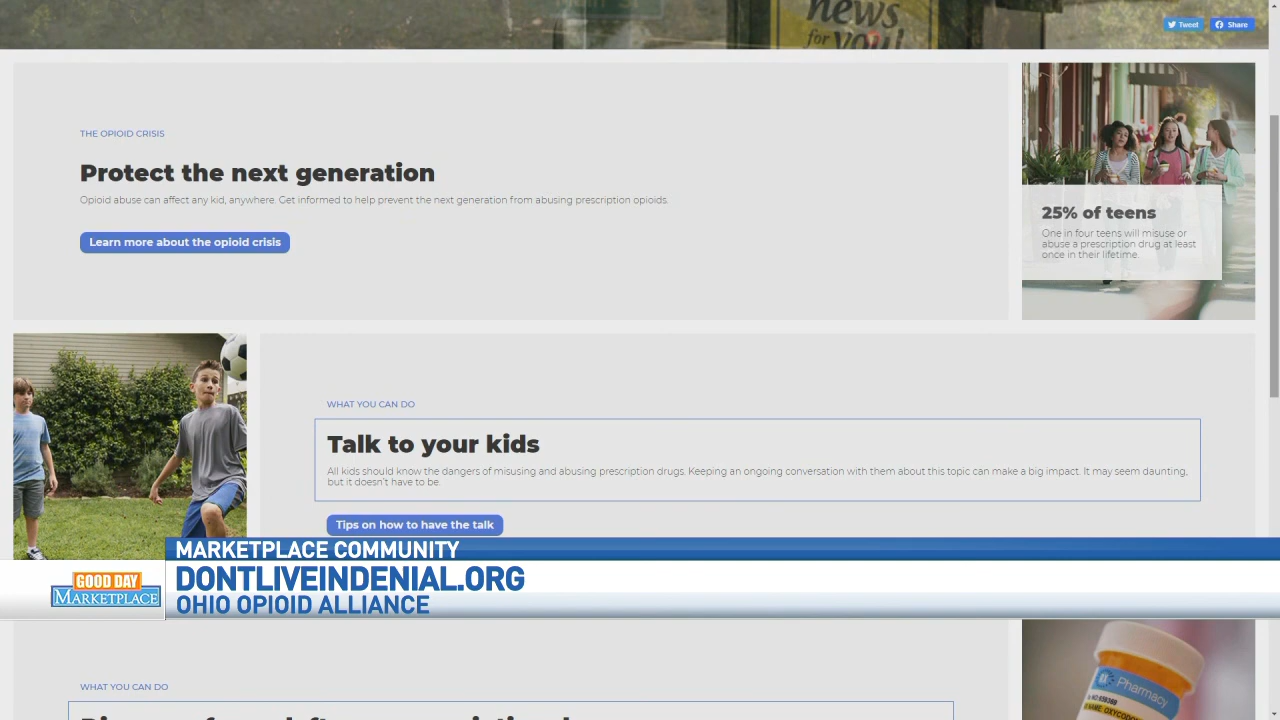 news
for you!
Tweet
Share
THE OPIOID CRISIS
Protect the next generation
Opioid abuse can affect any kid, anywhere. Get informed to help prevent the next generation from abusing prescription opioids.
Learn more about the opioid crisis
25% of teens
One in four teens will misuse or
abuse a prescription drug at least
once in their lifetime.
WHAT YOU CAN DO
Talk to your kids
All kids should know the dangers of misusing and abusing prescription drugs. Keeping an ongoing conversation with them about this topic can make a big impact. It may seem daunting,
but it doesn't have to be.
Tips on how to have the talk
MARKETPLACE COMMUNITY
GOOD DAY
MARKETPLACE
DONTLIVEINDENIAL.ORG
OHIO OPIOID ALLIANCE
Pharmacy
NAME: OXYCODO
WHAT YOU CAN DO